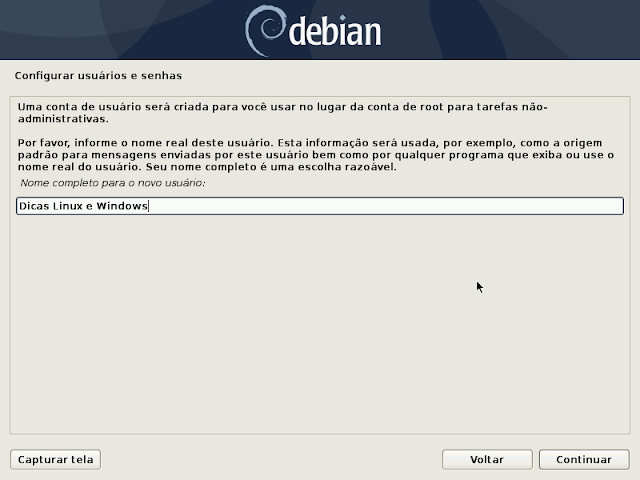 debian
Configurar usuários e senhas
Uma conta de usuário será criada para você usar no lugar da conta de root para tarefas não-
administrativas.
Por favor, informe o nome real deste usuário. Esta informação será usada, por exemplo, como a origem
padrão para mensagens enviadas por este usuário bem como por qualquer programa que exiba ou use o
nome real do usuário. Seu nome completo é uma escolha razoável.
Nome completo para o novo usuário:
Dicas Linux e Windows
Capturar tela
Voltar
Continuar